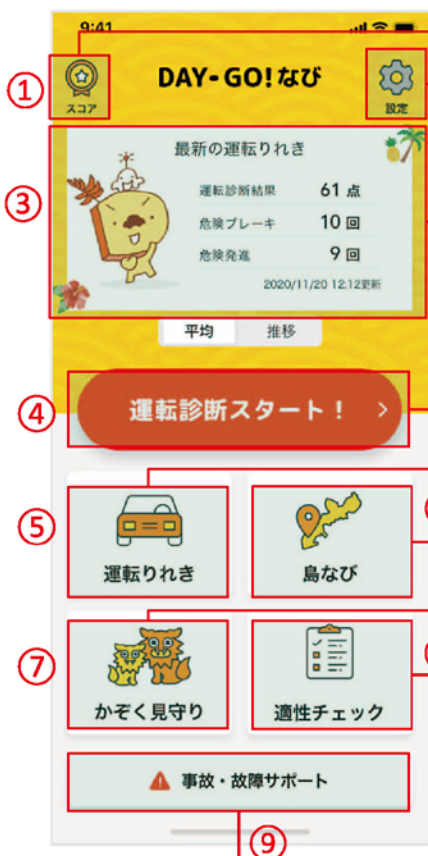 9:41
①
スコア
DAY-GO!なび
設定
③
最新の運転りれき
運転診断結果 61 点
危険ブレーキ 10 回
危険発進 9 回
2020/11/20 12:12更新
平均 推移
④
運転診断スタート！
⑤
運転りれき
島なび
⑦
かぞく見守り
適性チェック
事故・故障サポート
⑨